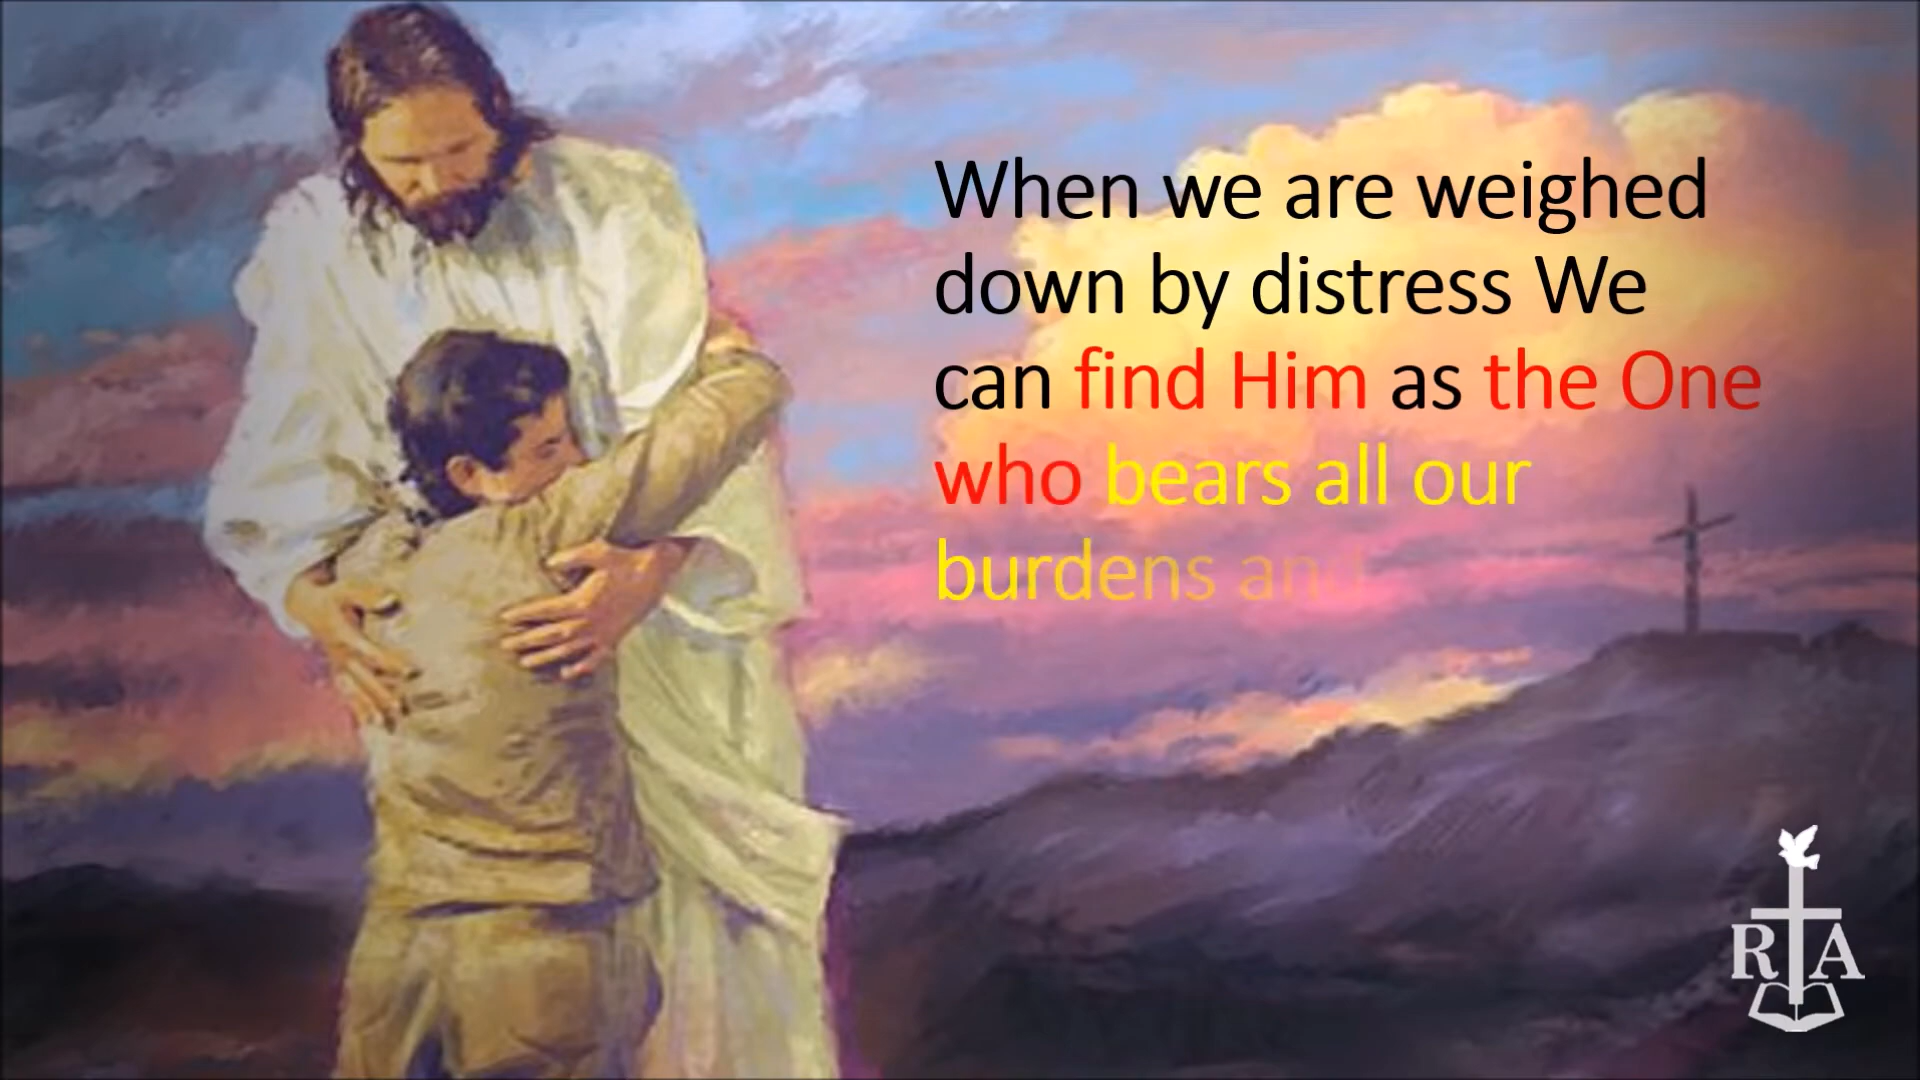 When we are weighed
down by distress We
can find Him as the One
who bears all our
burdens and
R A